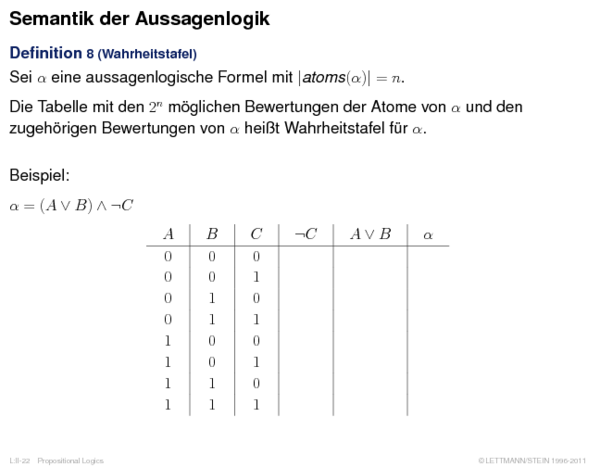 Semantik der Aussagenlogik
Definition 8 (Wahrheitstafel)
Sei α eine aussagenlogische Formel mit |atoms(α)| = n.
Die Tabelle mit den 2ⁿ möglichen Bewertungen der Atome von α und den
zugehörigen Bewertungen von α heißt Wahrheitstafel für α.
Beispiel:
α = (A ∨ B) ∧ ¬C
A B C ¬C A ∨ B α
0 0 0
0 0 1
0 1 0
0 1 1
1 0 0
1 0 1
1 1 0
1 1 1
L:II-22 Propositional Logics ©LETTMANN/STEIN 1996-2011